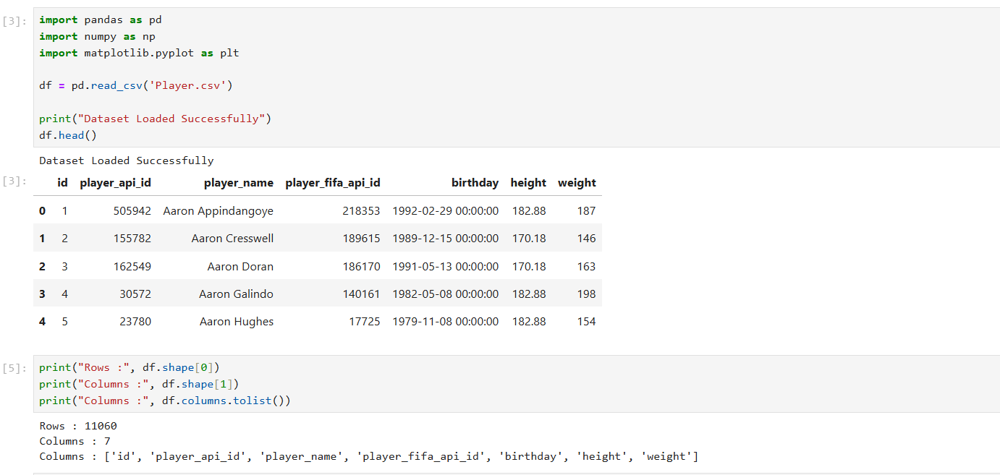 [3]:
import pandas as pd
import numpy as np
import matplotlib.pyplot as plt
df = pd.read_csv('Player.csv')
print("Dataset Loaded Successfully")
df.head()
Dataset Loaded Successfully
[3]:
id player_api_id player_name player_fifa_api_id birthday height weight
0 1 505942 Aaron Appindangoye 218353 1992-02-29 00:00:00 182.88 187
1 2 155782 Aaron Cresswell 189615 1989-12-15 00:00:00 170.18 146
2 3 162549 Aaron Doran 186170 1991-05-13 00:00:00 170.18 163
3 4 30572 Aaron Galindo 140161 1982-05-08 00:00:00 182.88 198
4 5 23780 Aaron Hughes 17725 1979-11-08 00:00:00 182.88 154
[5]:
print("Rows :", df.shape[0])
print("Columns :", df.shape[1])
print("Columns :", df.columns.tolist())
Rows : 11060
Columns : 7
Columns : ['id', 'player_api_id', 'player_name', 'player_fifa_api_id', 'birthday', 'height', 'weight']